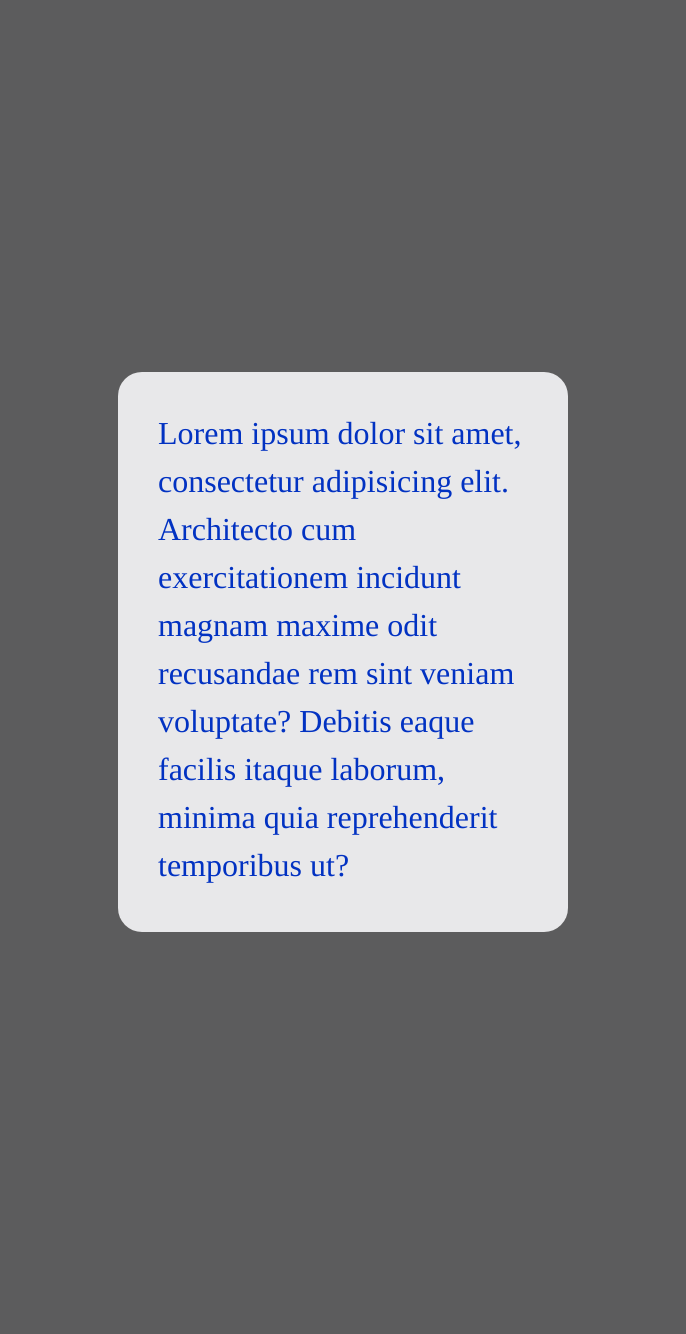 Lorem ipsum dolor sit amet,
consectetur adipisicing elit.
Architecto cum
exercitationem incidunt
magnam maxime odit
recusandae rem sint veniam
voluptate? Debitis eaque
facilis itaque laborum,
minima quia reprehenderit
temporibus ut?